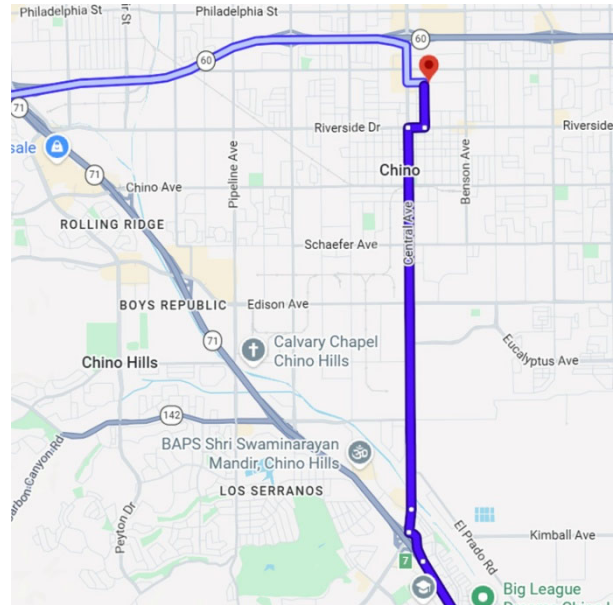 Philadelphia St
Philadelphia St
60
60
71
Riverside Dr
Riverside
sale
Pipeline Ave
Chino
Benson Ave
71
Chino Ave
ROLLING RIDGE
Schaefer Ave
Central Ave
BOYS REPUBLIC
Edison Ave
71
Calvary Chapel
Chino Hills
Eucalyptus Ave
Chino Hills
142
BAPS Shri Swaminarayan
Mandir, Chino Hills
LOS SERRANOS
Carbon Canyon Rd
Peyton Dr
El Prado Rd
Kimball Ave
7
Big League